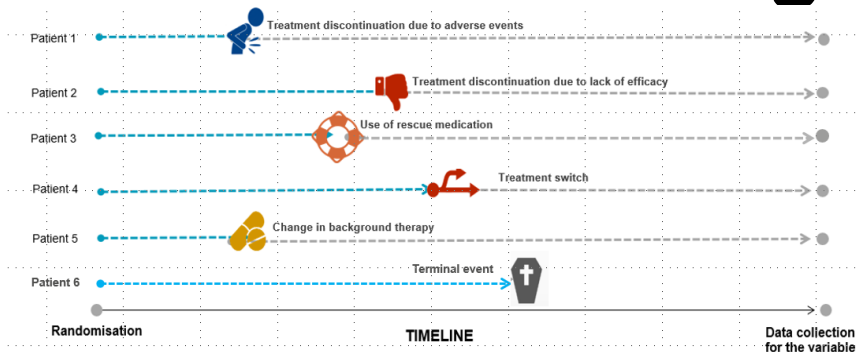 Treatment discontinuation due to adverse events
Patient 1
Treatment discontinuation due to lack of efficacy
Patient 2
Use of rescue medication
Patient 3
Treatment switch
Patient 4
Change in background therapy
Patient 5
Terminal event
Patient 6
Randomisation
TIMELINE
Data collection
for the variable